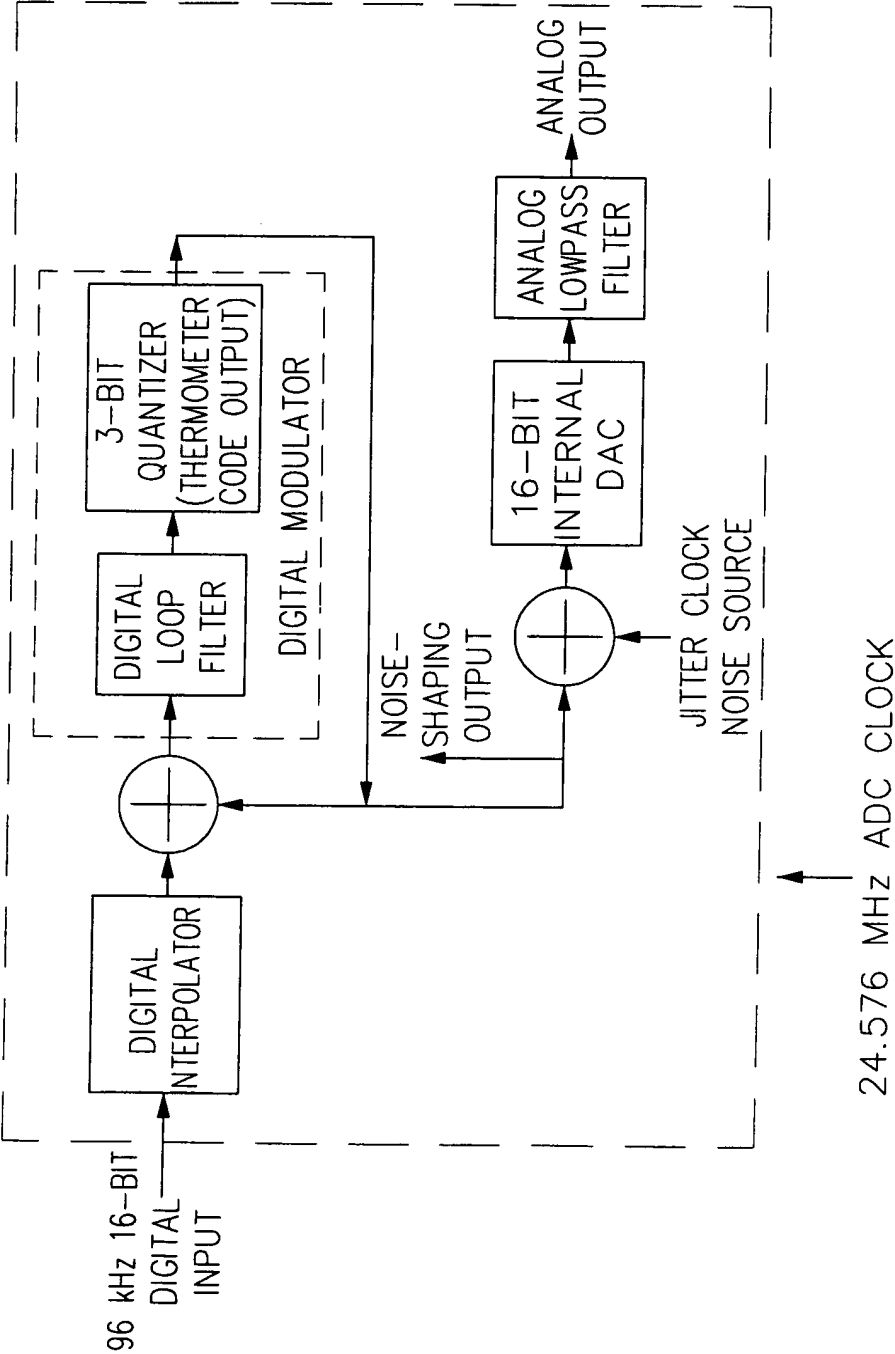 96 kHz 16-BIT
DIGITAL
INPUT
DIGITAL
NTERPOLATOR
DIGITAL
LOOP
FILTER
3-BIT
QUANTIZER
(THERMOMETER
CODE OUTPUT)
DIGITAL MODULATOR
NOISE-
SHAPING
OUTPUT
JITTER CLOCK
NOISE SOURCE
16-BIT
INTERNAL
DAC
ANALOG
LOWPASS
FILTER
ANALOG
OUTPUT
24.576 MHz ADC CLOCK